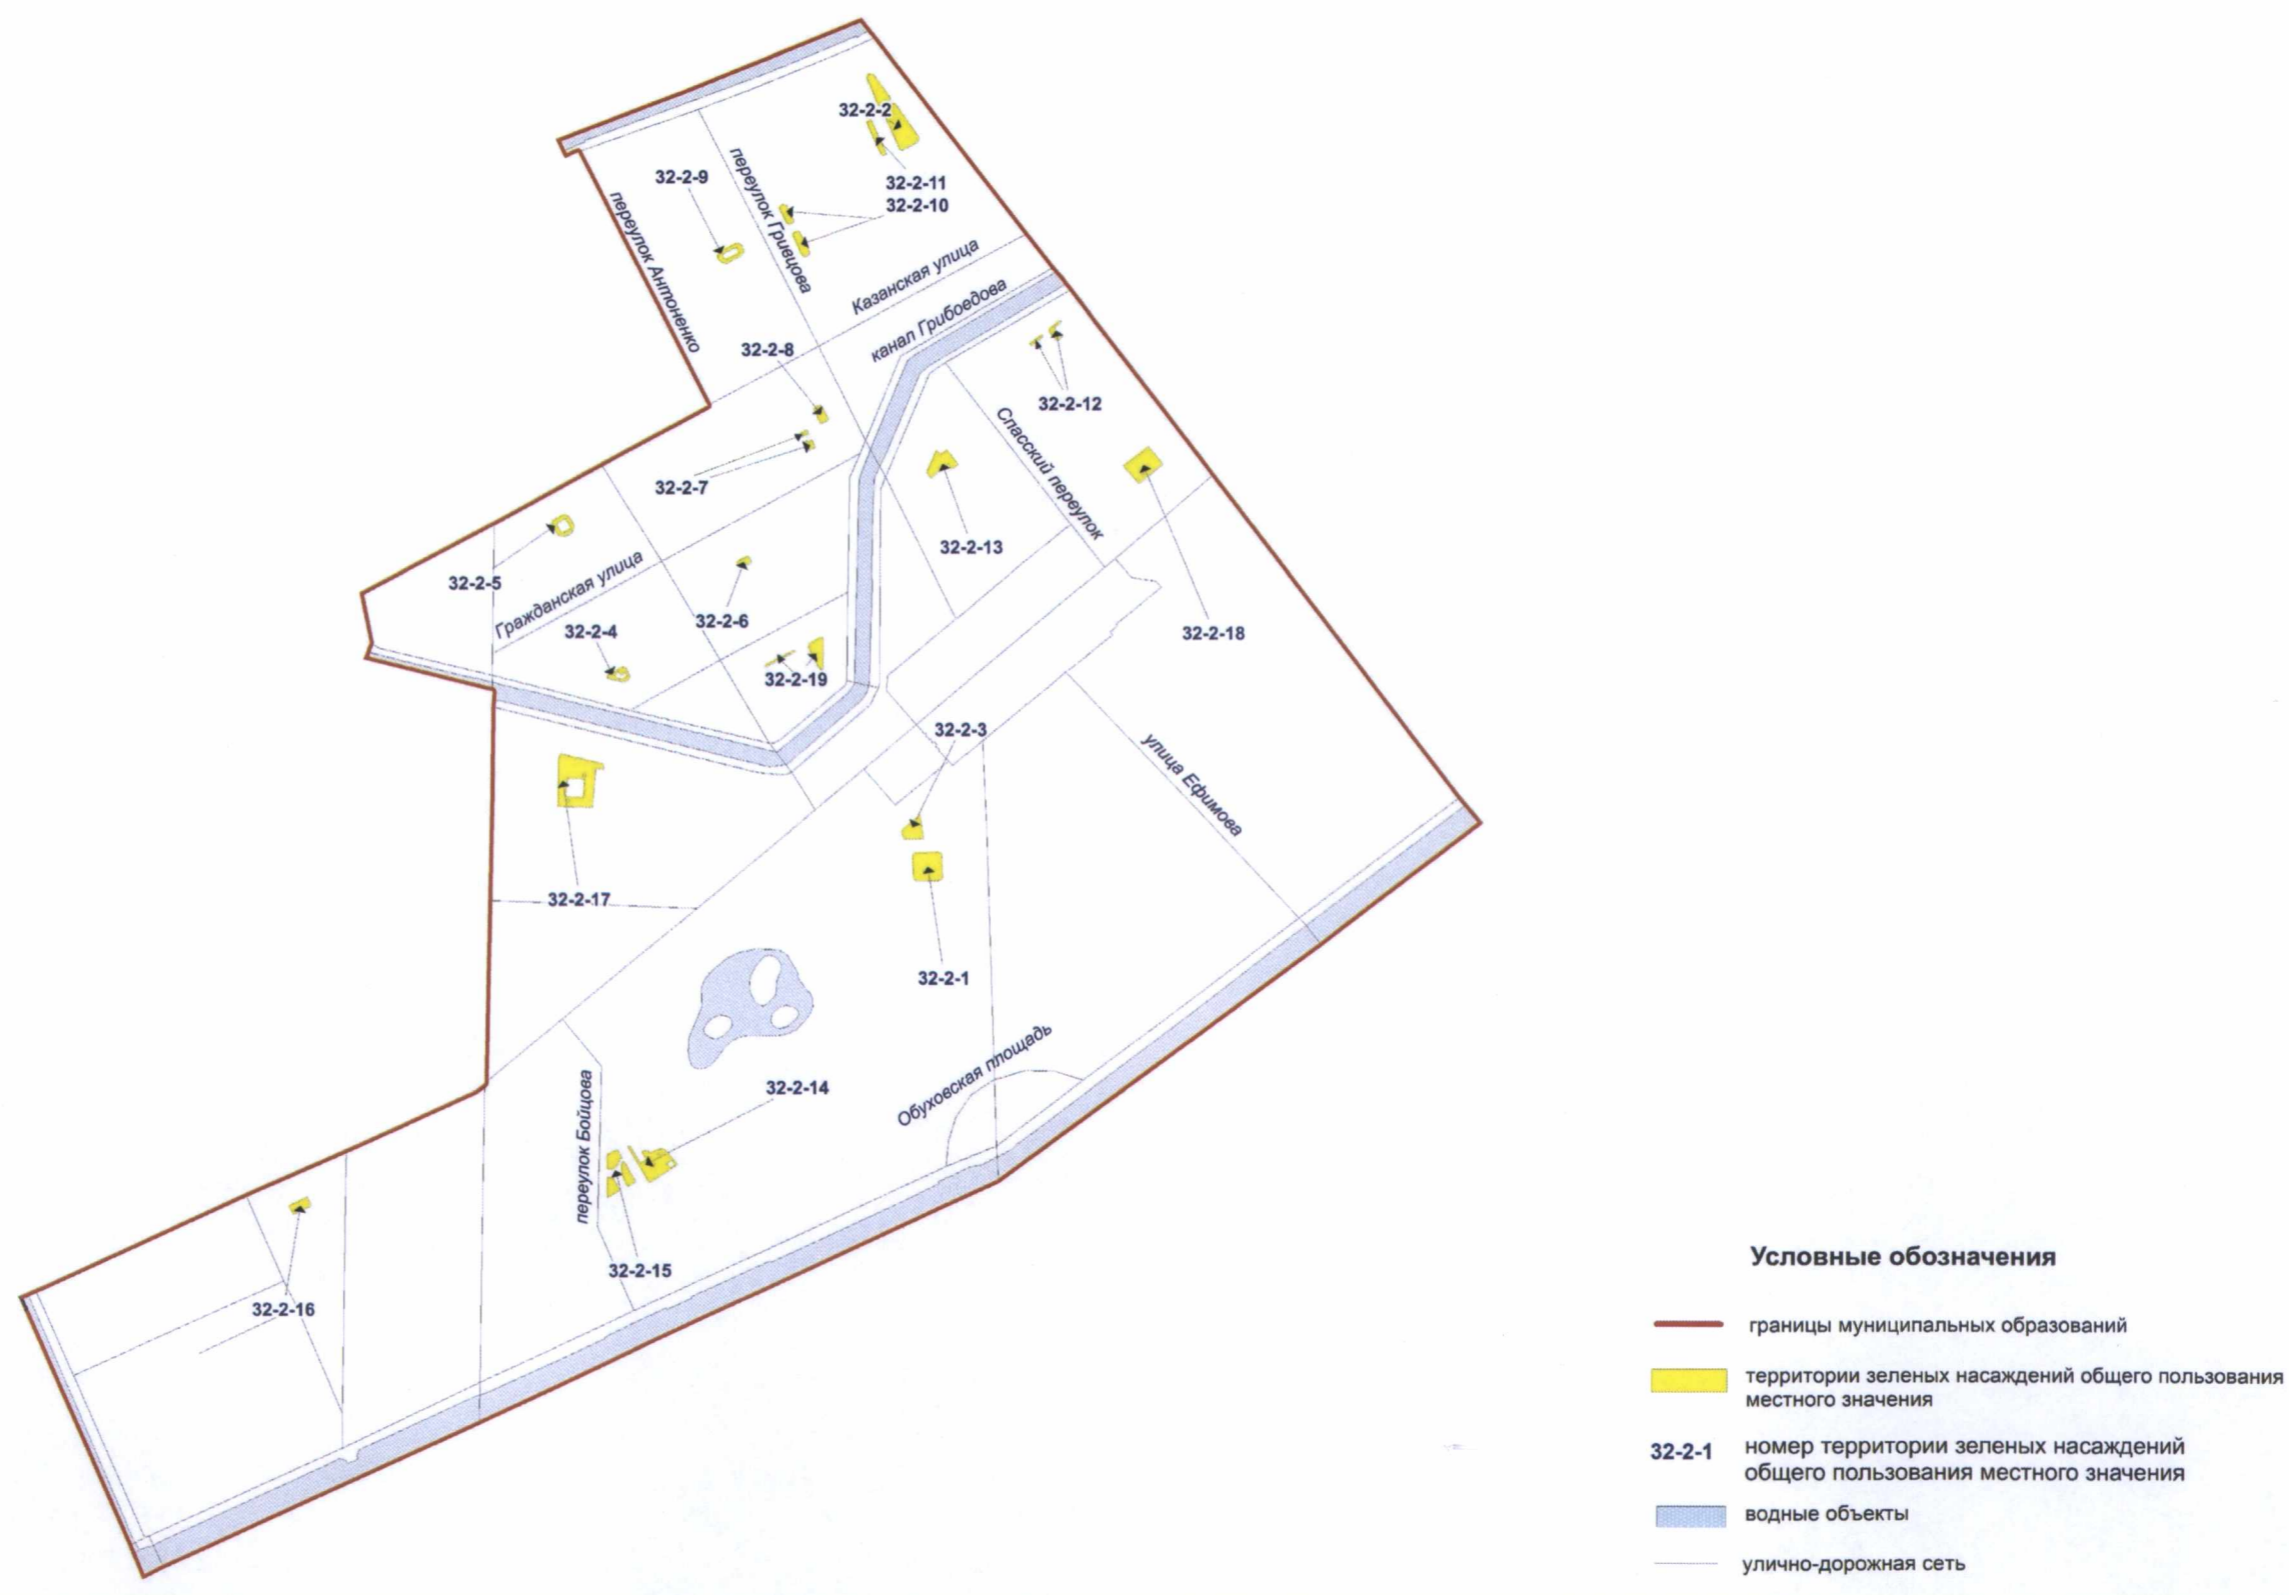 32-2-2
переулок Гривцова
32-2-9
32-2-11
переулок Антоненко
32-2-10
Казанская улица
канал Грибоедова
32-2-8
32-2-12
Спасский переулок
32-2-7
32-2-13
Гражданская улица
32-2-5
32-2-6
32-2-4
32-2-18
32-2-19
32-2-3
улица Ефимова
32-2-17
32-2-1
Обуховская площадь
32-2-14
переулок Бойцова
32-2-15
32-2-16
Условные обозначения
границы муниципальных образований
территории зеленых насаждений общего пользования
местного значения
32-2-1
номер территории зеленых насаждений
общего пользования местного значения
водные объекты
улично-дорожная сеть